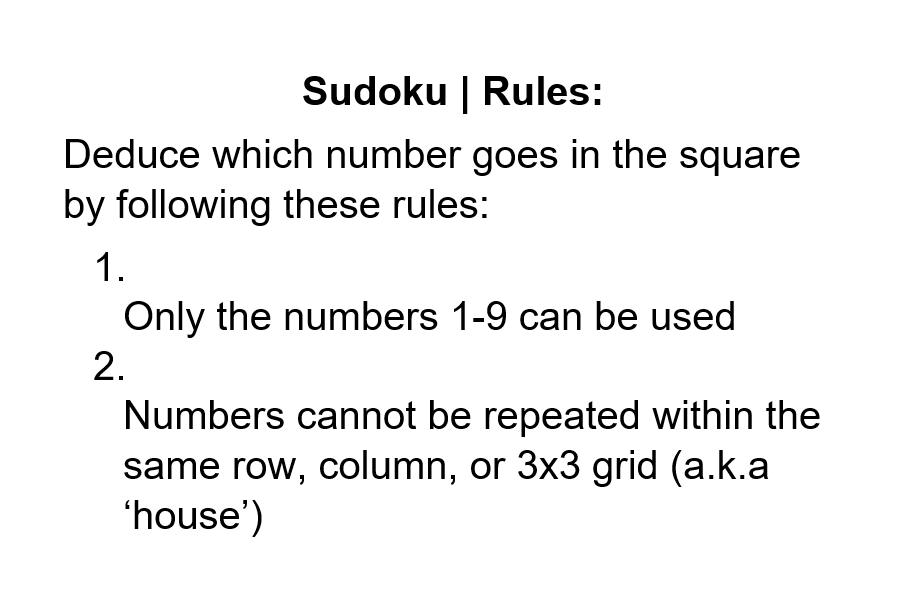 Sudoku | Rules:
Deduce which number goes in the square
by following these rules:
1.
Only the numbers 1-9 can be used
2.
Numbers cannot be repeated within the
same row, column, or 3x3 grid (a.k.a
‘house’)